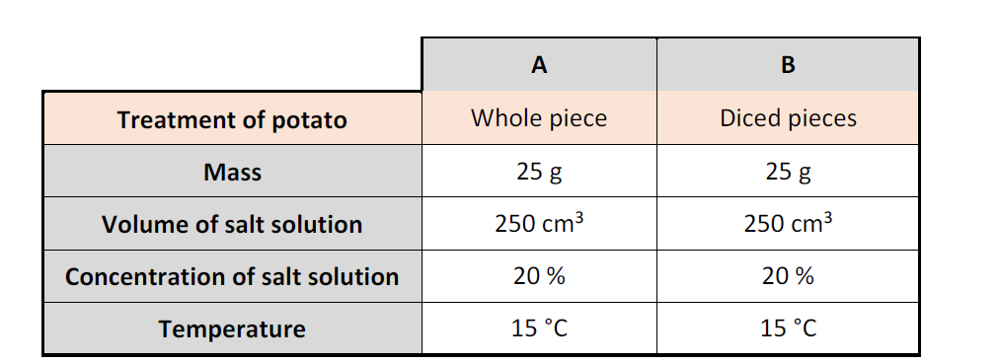 A B
Treatment of potato Whole piece Diced pieces
Mass 25 g 25 g
Volume of salt solution 250 cm³ 250 cm³
Concentration of salt solution 20 % 20 %
Temperature 15 °C 15 °C